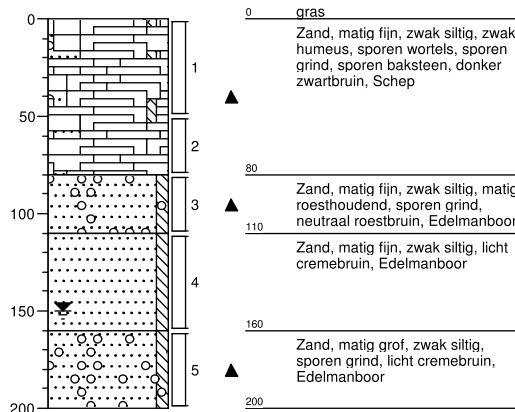 0
50
100
150
200
1
2
3
4
5
0
gras
Zand, matig fijn, zwak siltig, zwak
humeus, sporen wortels, sporen
grind, sporen baksteen, donker
zwartbruin, Schep
80
Zand, matig fijn, zwak siltig, matig
roesthoudend, sporen grind,
neutraal roestbruin, Edelmanboor
110
Zand, matig fijn, zwak siltig, licht
cremebruin, Edelmanboor
160
Zand, matig grof, zwak siltig,
sporen grind, licht cremebruin,
Edelmanboor
200